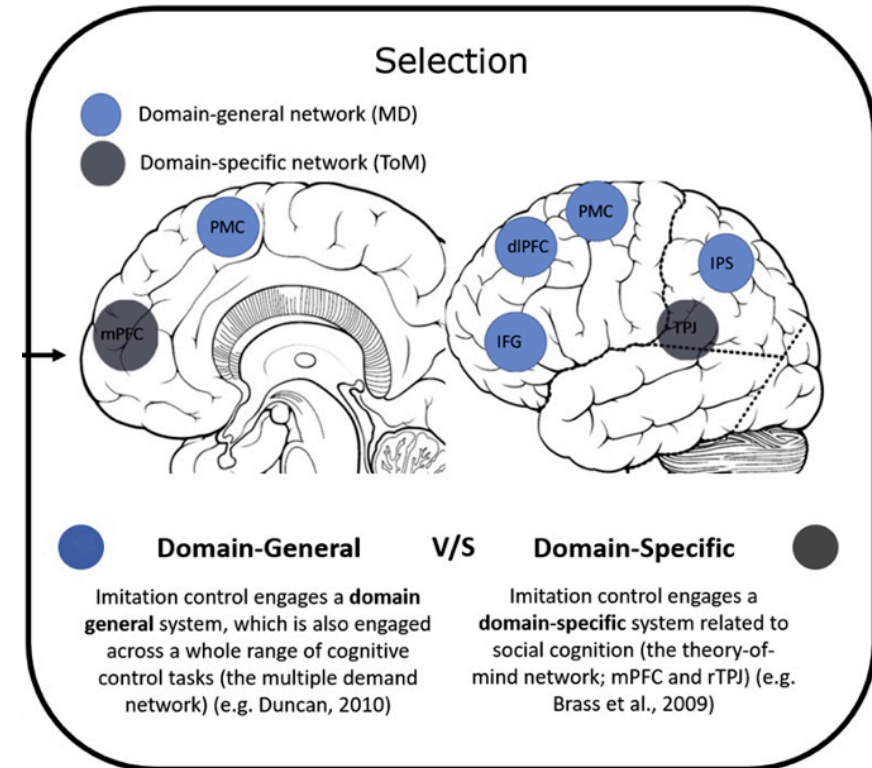 Selection
Domain-general network (MD)
Domain-specific network (ToM)
PMC
mPFC
PMC
dlPFC
IPS
IFG
TPJ
Domain-General V/S Domain-Specific
Imitation control engages a domain
general system, which is also engaged
across a whole range of cognitive
control tasks (the multiple demand
network) (e.g. Duncan, 2010)
Imitation control engages a
domain-specific system related to
social cognition (the theory-of-
mind network; mPFC and rTPJ) (e.g.
Brass et al., 2009)